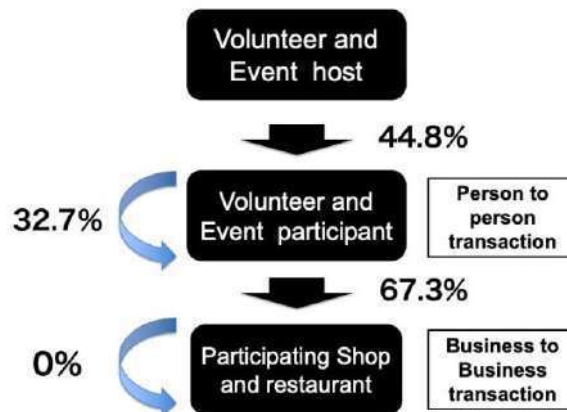 Volunteer and
Event host
44.8%
Volunteer and
Event participant
32.7%
Person to
person
transaction
67.3%
Participating Shop
and restaurant
0%
Business to
Business
transaction